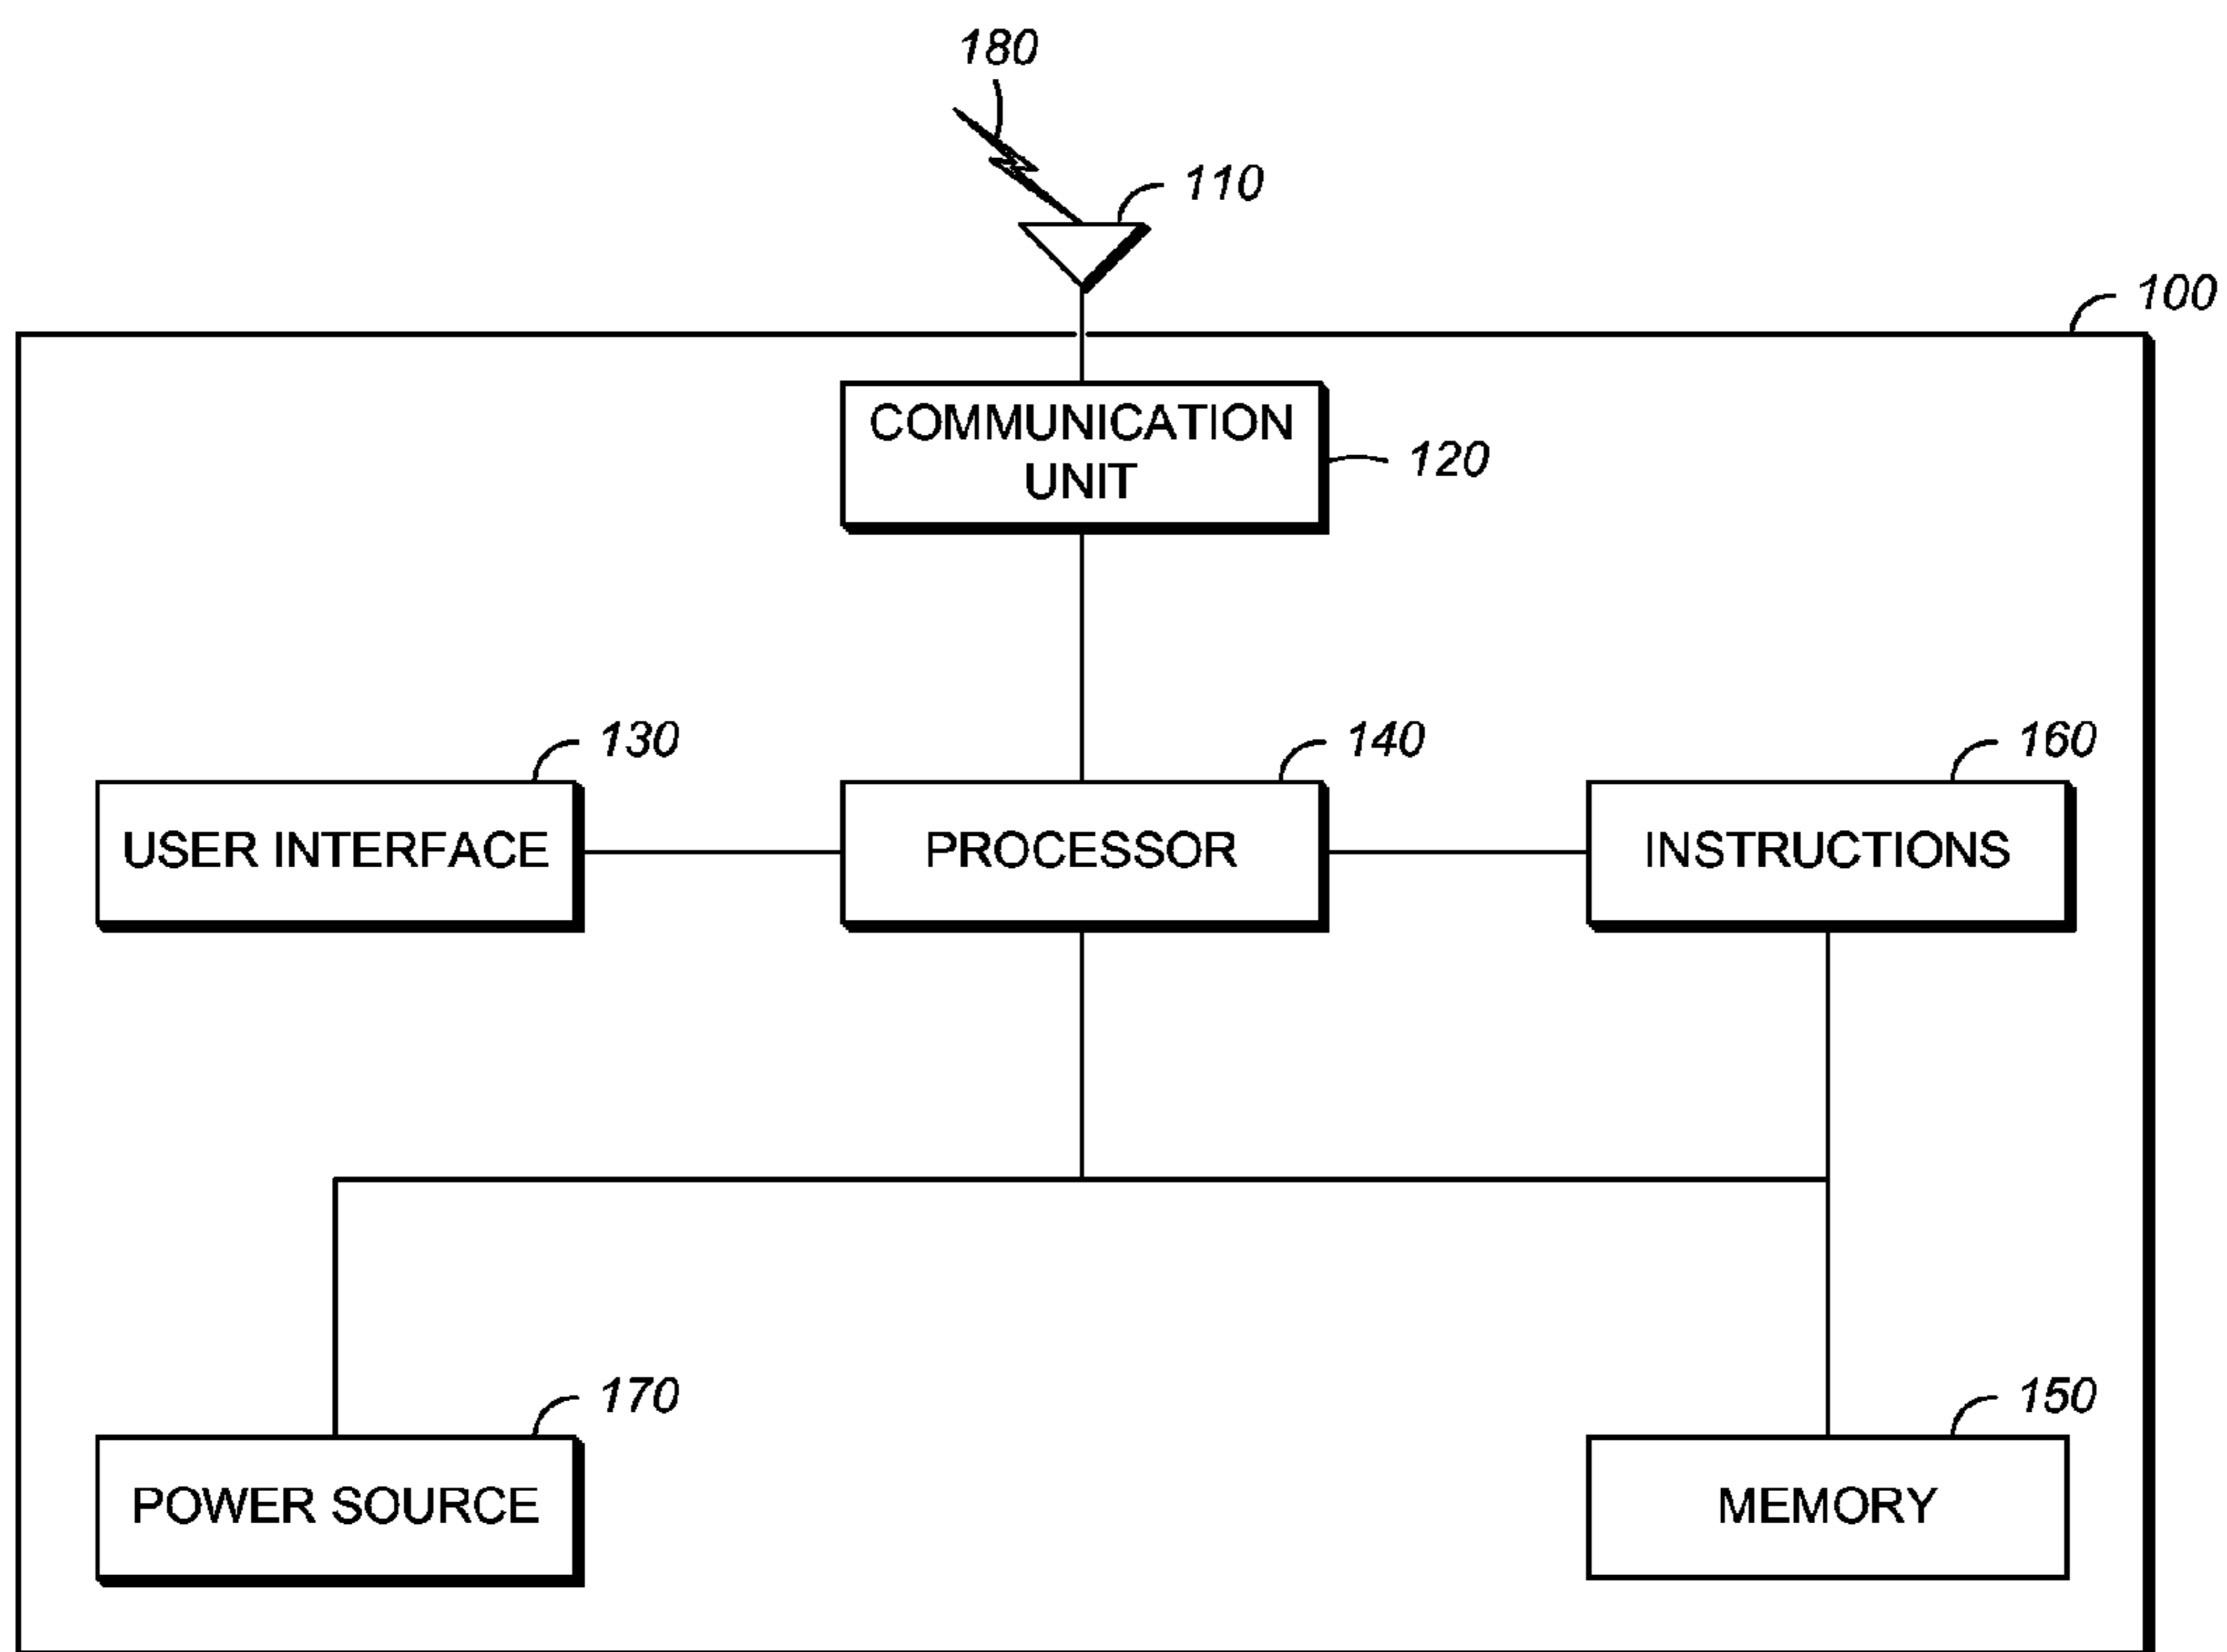 180
110
100
COMMUNICATION
UNIT
120
130
140
160
USER INTERFACE
PROCESSOR
INSTRUCTIONS
170
150
POWER SOURCE
MEMORY